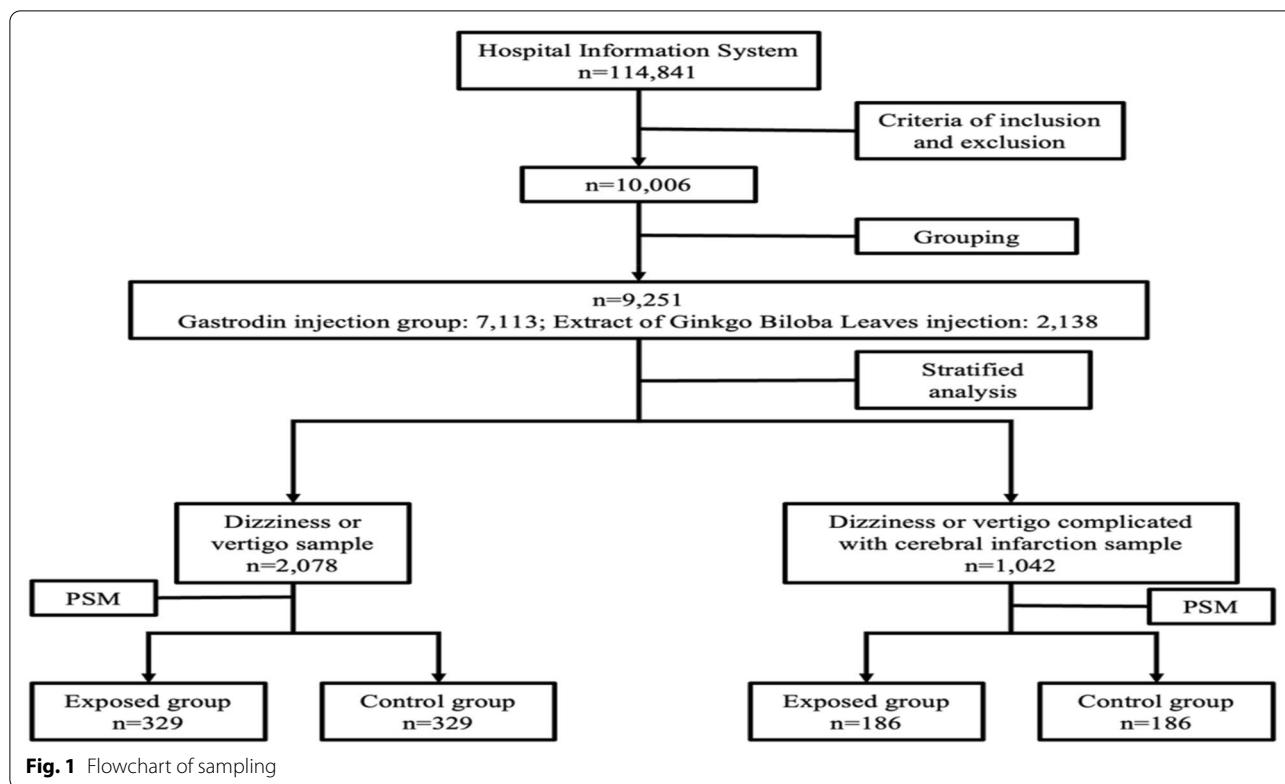 Hospital Information System
n=114,841
Criteria of inclusion
and exclusion
n=10,006
Grouping
n=9,251
Gastrodin injection group: 7,113; Extract of Ginkgo Biloba Leaves injection: 2,138
Stratified
analysis
Dizziness or
vertigo sample
n=2,078
Dizziness or vertigo complicated
with cerebral infarction sample
n=1,042
PSM
PSM
Exposed group
n=329
Control group
n=329
Exposed group
n=186
Control group
n=186
Fig. 1 Flowchart of sampling